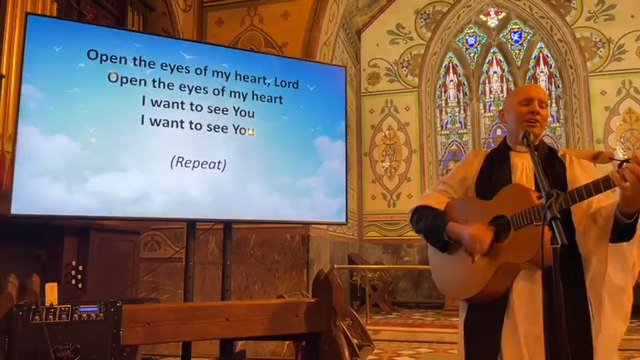 Open the eyes of my heart, Lord
Open the eyes of my heart
I want to see You
I want to see You
(Repeat)